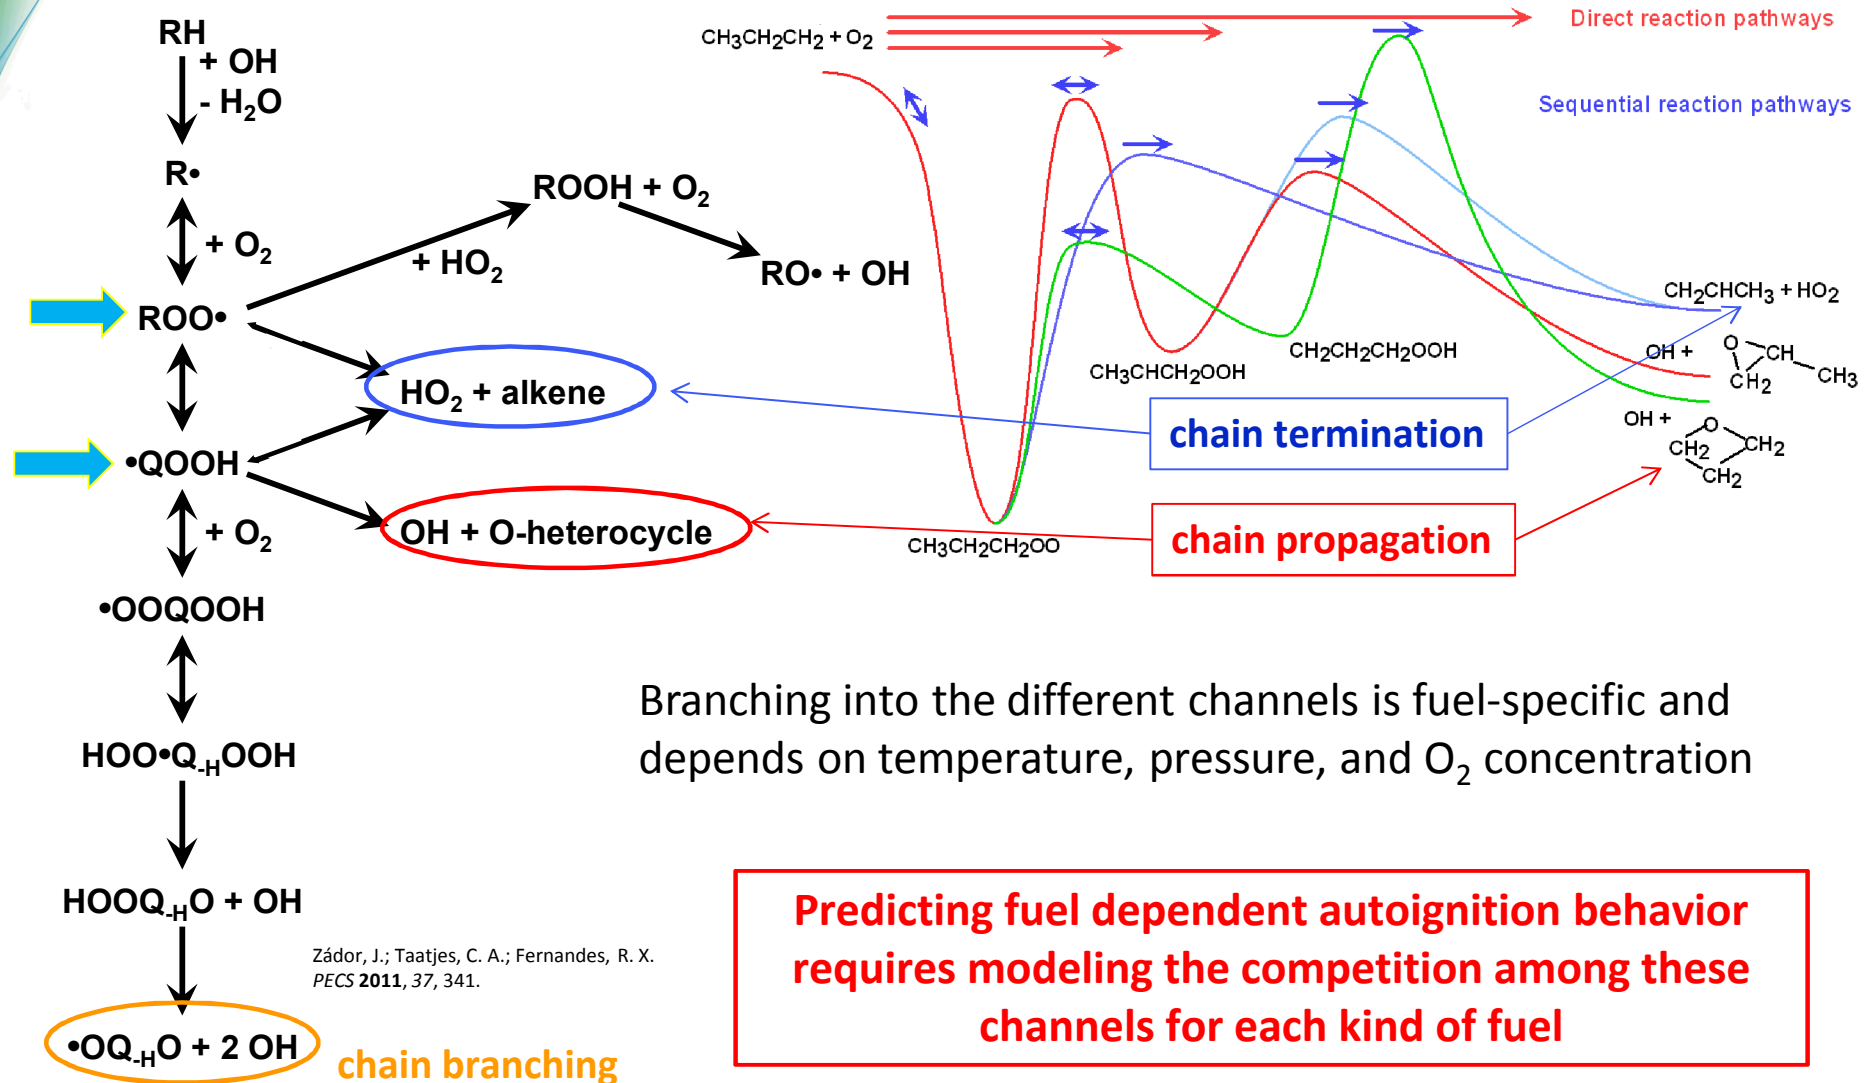 RH
+ OH
- H₂O
R•
+ O₂
ROO•
•QOOH
+ O₂
•OOQOOH
HOO•Q₋HOOH
HOOQ₋HO + OH
•OQ₋HO + 2 OH
chain branching
+ HO₂
ROOH + O₂
RO• + OH
HO₂ + alkene
OH + O-heterocycle
Zádor, J.; Taatjes, C. A.; Fernandes, R. X.
PECS 2011, 37, 341.
CH3CH2CH2 + O2
Direct reaction pathways
Sequential reaction pathways
CH3CH2CH2OO
CH3CHCH2OOH
CH2CH2CH2OOH
CH2CHCH3 + HO2
OH +
O
CH
CH2
CH3
OH +
O
CH2
CH2
CH2
chain termination
chain propagation
Branching into the different channels is fuel-specific and
depends on temperature, pressure, and O₂ concentration
Predicting fuel dependent autoignition behavior
requires modeling the competition among these
channels for each kind of fuel